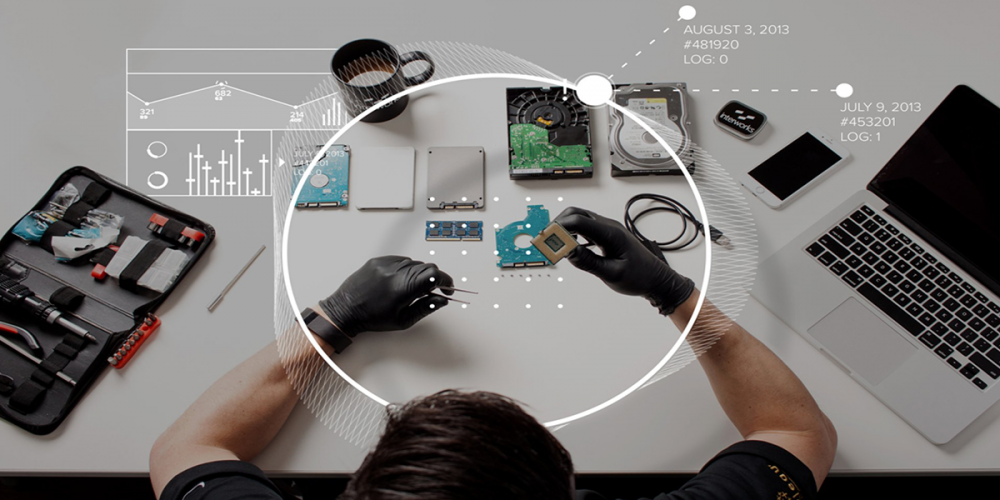 AUGUST 3, 2013
#481920
LOG: 0
JULY 9, 2013
#453201
LOG: 1
321
682
214
interworks